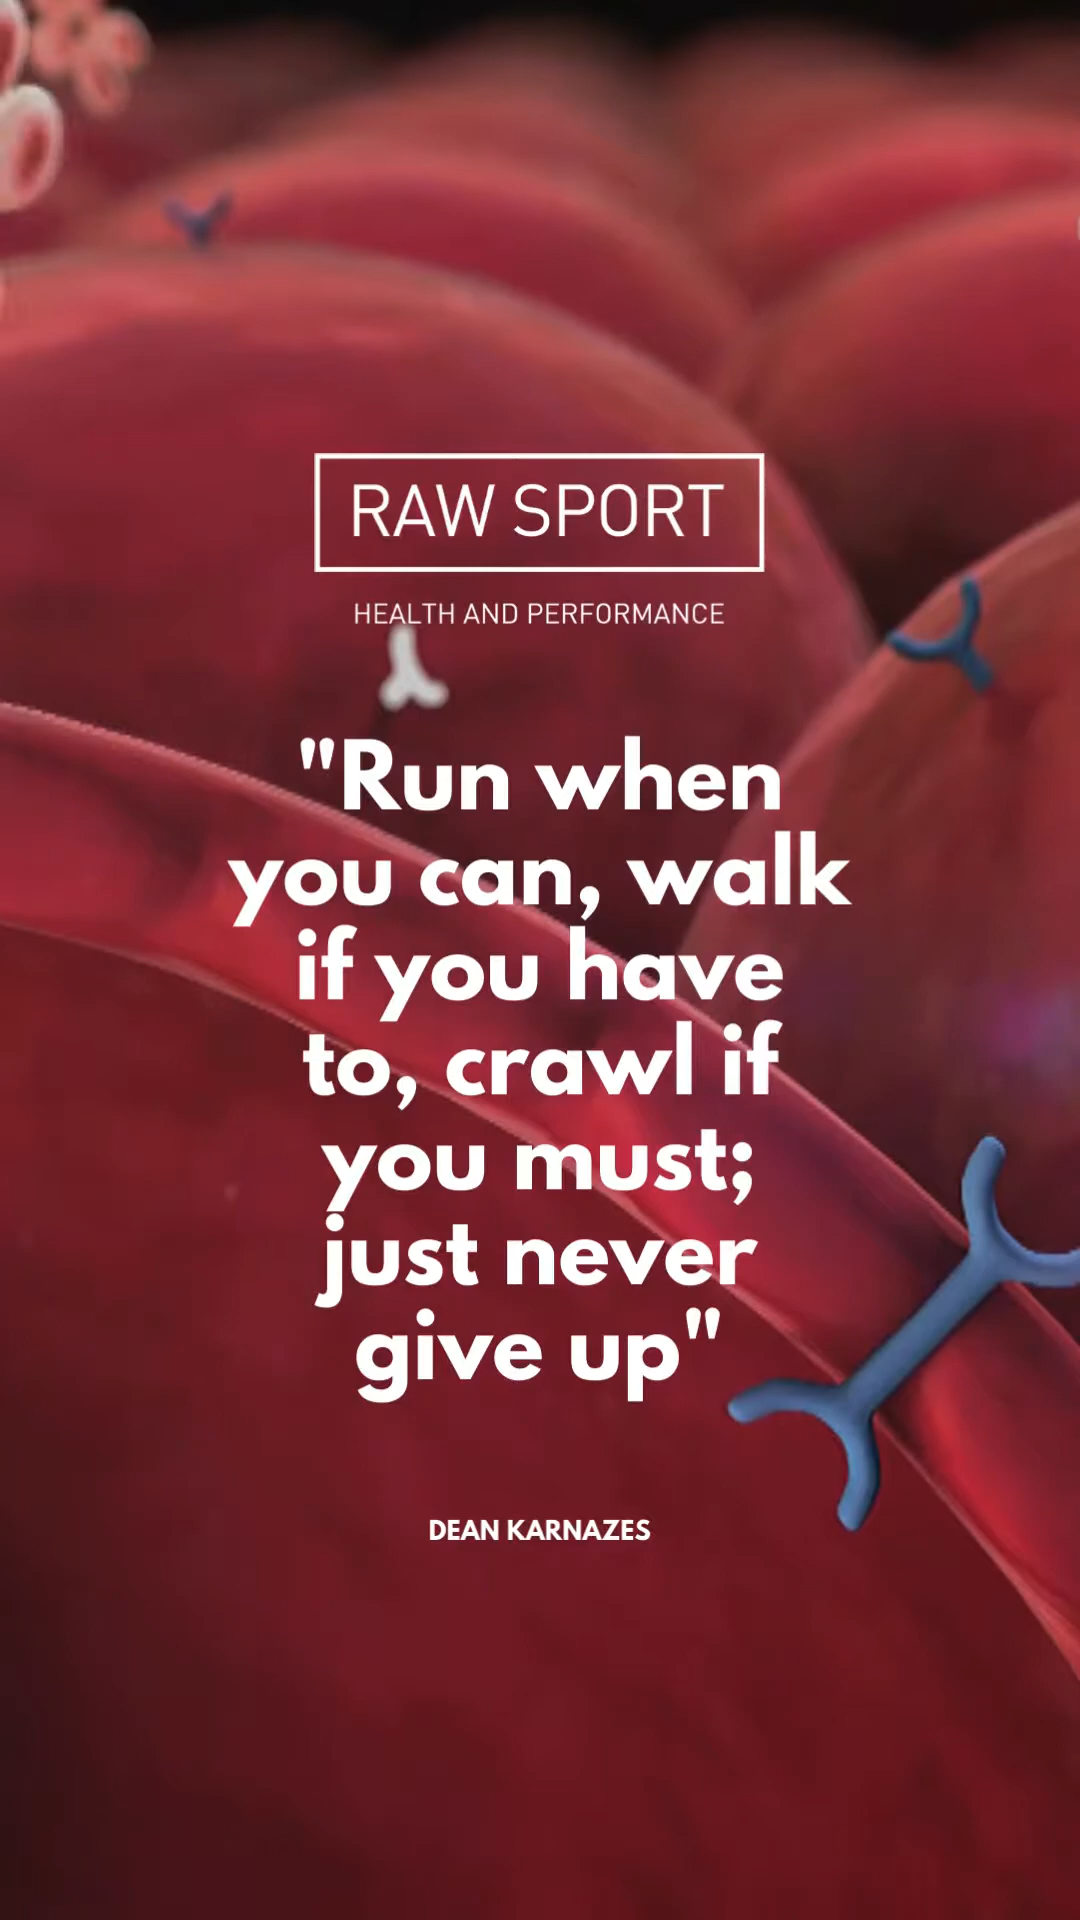 RAW SPORT
HEALTH AND PERFORMANCE
"Run when
you can, walk
if you have
to, crawl if
you must;
just never
give up"
DEAN KARNAZES